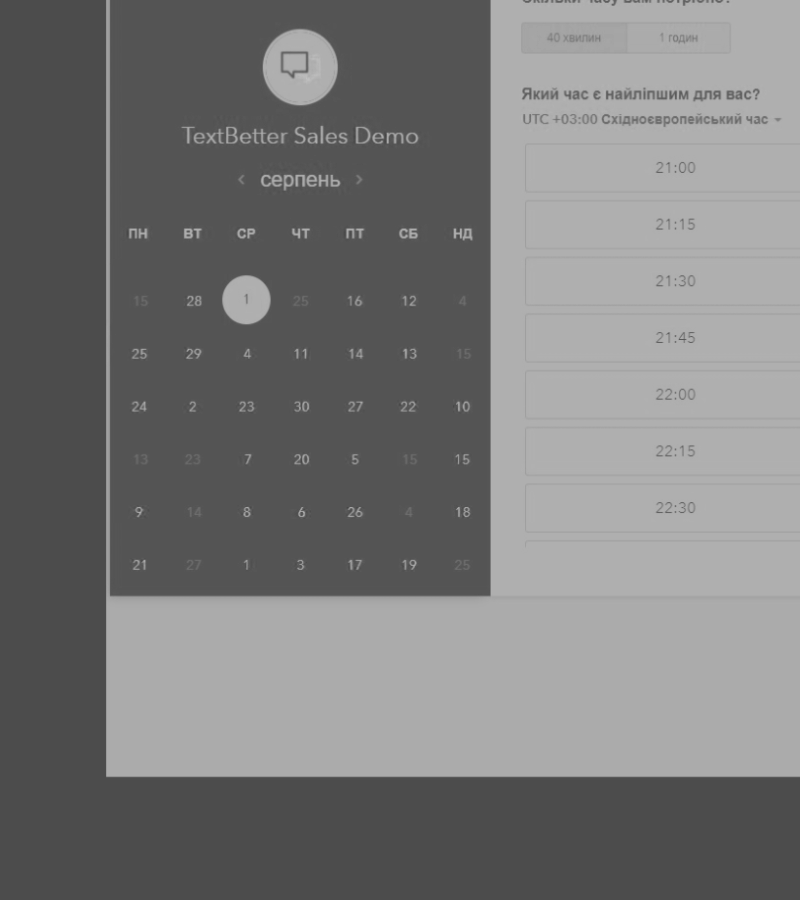 TextBetter Sales Demo
‹ серпень ›
ПН ВТ СР ЧТ ПТ СБ НД
15 28 1 25 16 12 4
25 29 4 11 14 13 15
24 2 23 30 27 22 10
13 23 7 20 5 15 15
9 14 8 6 26 4 18
21 27 1 3 17 19 25
Скільки часу вам потрібно?
40 хвилин 1 годин
Який час є найліпшим для вас?
UTC +03:00 Східноєвропейський час
21:00
21:15
21:30
21:45
22:00
22:15
22:30